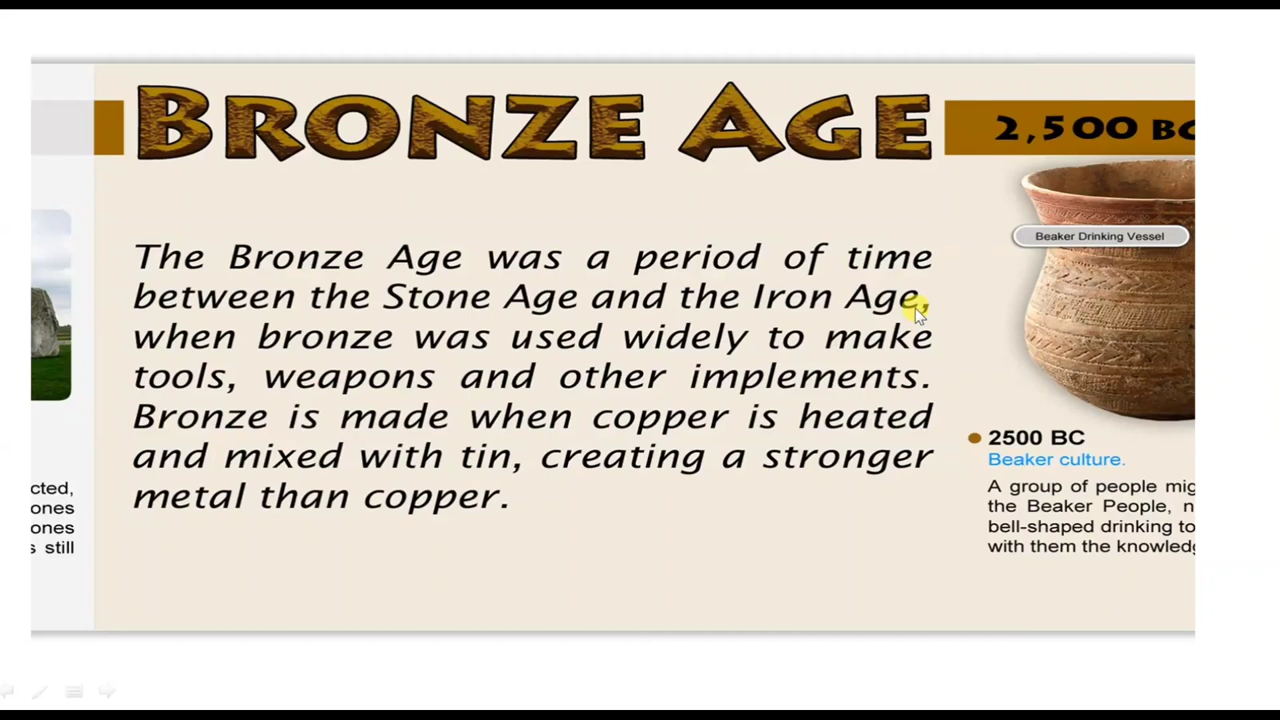 BRONZE AGE
The Bronze Age was a period of time
between the Stone Age and the Iron Age,
when bronze was used widely to make
tools, weapons and other implements.
Bronze is made when copper is heated
and mixed with tin, creating a stronger
metal than copper.
2,500
Beaker Drinking Vessel
2500 BC
Beaker culture.
A group of people
the Beaker People,
bell-shaped drinking
with them the
ones
ones
still